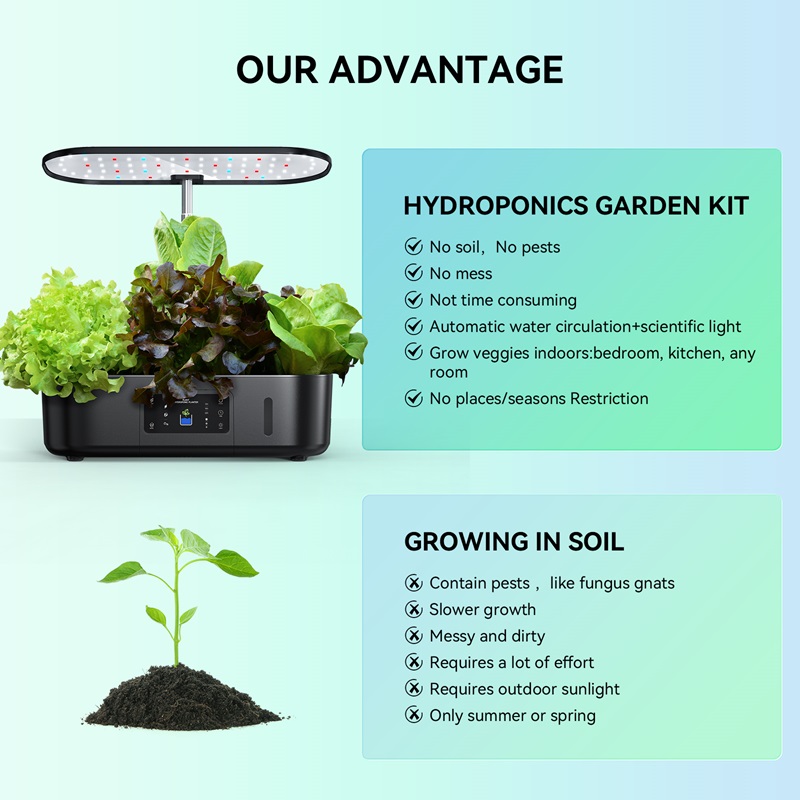 OUR ADVANTAGE
HYDROPONICS GARDEN KIT
No soil，No pests
No mess
Not time consuming
Automatic water circulation+scientific light
Grow veggies indoors:bedroom, kitchen, any
room
No places/seasons Restriction
GROWING IN SOIL
Contain pests，like fungus gnats
Slower growth
Messy and dirty
Requires a lot of effort
Requires outdoor sunlight
Only summer or spring